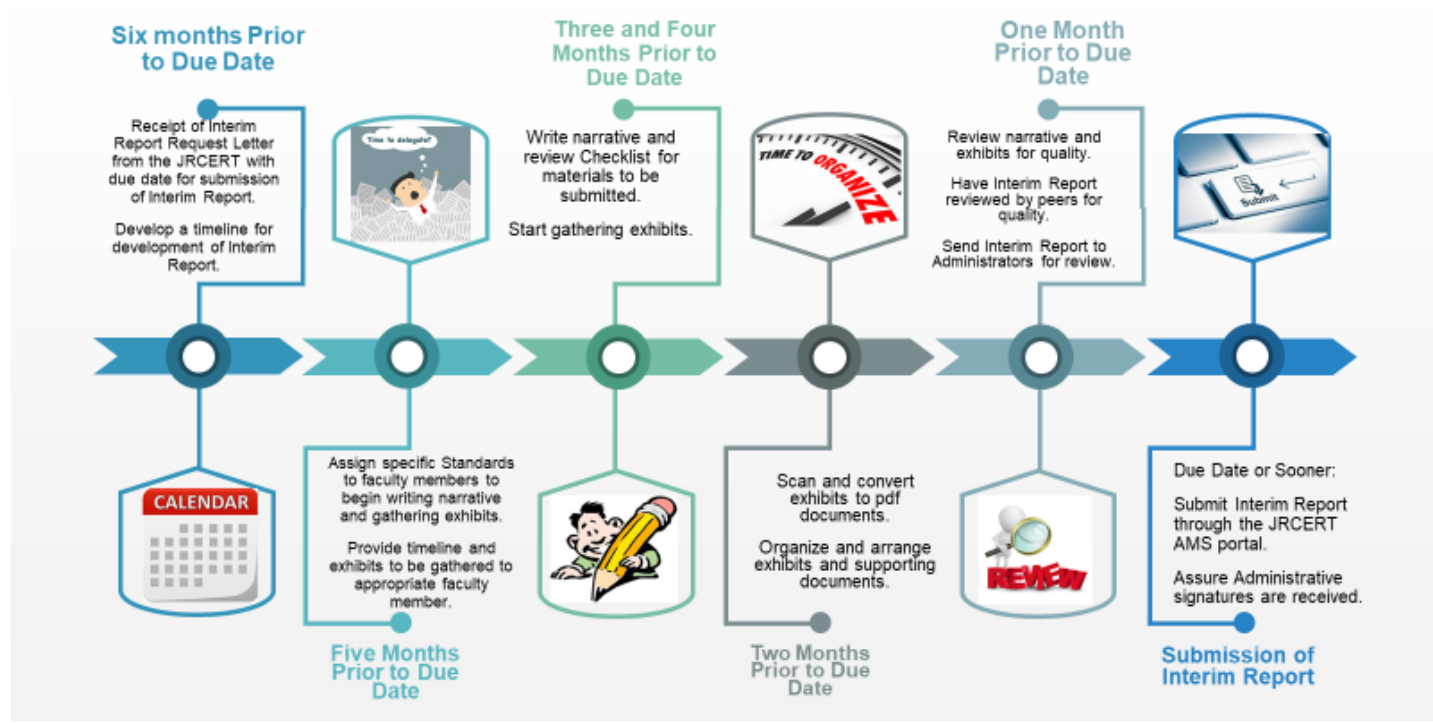 Six months Prior
to Due Date
Receipt of Interim
Report Request Letter
from the JRCERT with
due date for submission
of Interim Report.
Develop a timeline for
development of Interim
Report.
CALENDAR
Time to delegate?
Assign specific Standards
to faculty members to
begin writing narrative
and gathering exhibits.
Provide timeline and
exhibits to be gathered to
appropriate faculty
member.
Five Months
Prior to Due
Date
Three and Four
Months Prior to
Due Date
Write narrative and
review Checklist for
materials to be
submitted.
Start gathering exhibits.
TIME TO ORGANIZE
Scan and convert
exhibits to pdf
documents.
Organize and arrange
exhibits and supporting
documents.
Two Months
Prior to Due
Date
One Month
Prior to Due
Date
Review narrative and
exhibits for quality.
Have Interim Report
reviewed by peers for
quality.
Send Interim Report to
Administrators for review.
REVIEW
Submit
Due Date or Sooner:
Submit Interim Report
through the JRCERT
AMS portal.
Assure Administrative
signatures are received.
Submission of
Interim Report